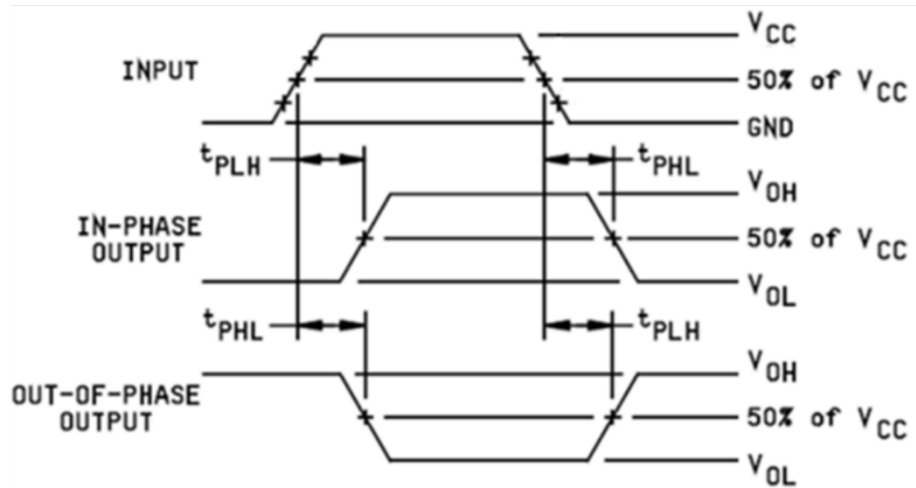 VCC
INPUT
50% of VCC
GND
tPLH
tPHL
VOH
IN-PHASE
OUTPUT
50% of VCC
VOL
tPHL
tPLH
VOH
OUT-OF-PHASE
OUTPUT
50% of VCC
VOL